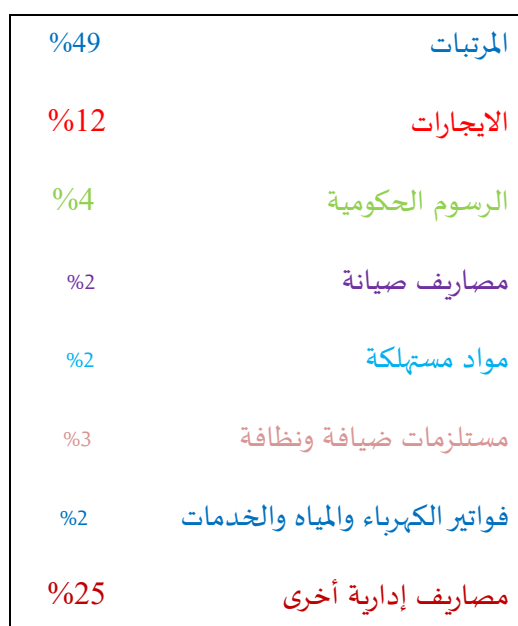 المرتبات %49
الايجارات %12
الرسوم الحكومية %4
مصاريف صيانة %2
مواد مستهلكة %2
مستلزمات ضيافة ونظافة %3
فواتير الكهرباء والمياه والخدمات %2
مصاريف إدارية أخرى %25